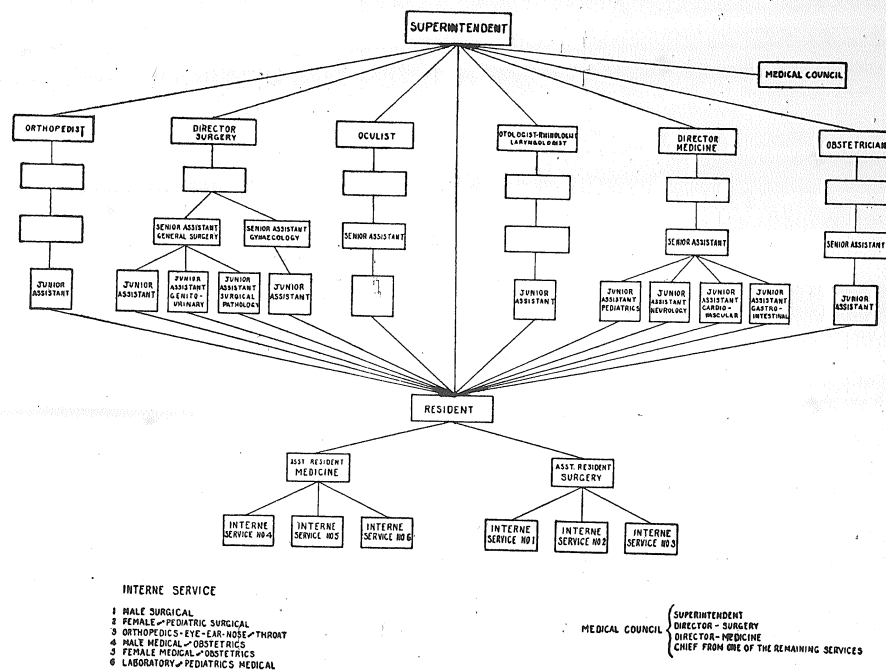 SUPERINTENDENT
MEDICAL COUNCIL
ORTHOPEDIST
DIRECTOR
SURGERY
OCULIST
OTOLOGIST-RHINOLOGIST
LARYNGOLOGIST
DIRECTOR
MEDICINE
OBSTETRICIAN
SENIOR ASSISTANT
GENERAL SURGERY
SENIOR ASSISTANT
GYNAECOLOGY
SENIOR ASSISTANT
SENIOR ASSISTANT
SENIOR ASSISTANT
JUNIOR
ASSISTANT
JUNIOR
ASSISTANT
JUNIOR
ASSISTANT
GENITO-
URINARY
JUNIOR
ASSISTANT
SURGICAL
PATHOLOGY
JUNIOR
ASSISTANT
JUNIOR
ASSISTANT
JUNIOR
ASSISTANT
PEDIATRICS
JUNIOR
ASSISTANT
NEUROLOGY
JUNIOR
ASSISTANT
CARDIO-
VASCULAR
JUNIOR
ASSISTANT
GASTRO-
INTESTINAL
JUNIOR
ASSISTANT
RESIDENT
ASST. RESIDENT
MEDICINE
ASST. RESIDENT
SURGERY
INTERNE
SERVICE NO 4
INTERNE
SERVICE NO 5
INTERNE
SERVICE NO 6
INTERNE
SERVICE NO 1
INTERNE
SERVICE NO 2
INTERNE
SERVICE NO 3
INTERNE SERVICE
1 MALE SURGICAL
2 FEMALE AND PEDIATRIC SURGICAL
3 ORTHOPEDICS-EYE-EAR-NOSE AND THROAT
4 MALE MEDICAL AND OBSTETRICS
5 FEMALE MEDICAL AND OBSTETRICS
6 LABORATORY AND PEDIATRICS MEDICAL
MEDICAL COUNCIL
SUPERINTENDENT
DIRECTOR - SURGERY
DIRECTOR - MEDICINE
CHIEF FROM ONE OF THE REMAINING SERVICES